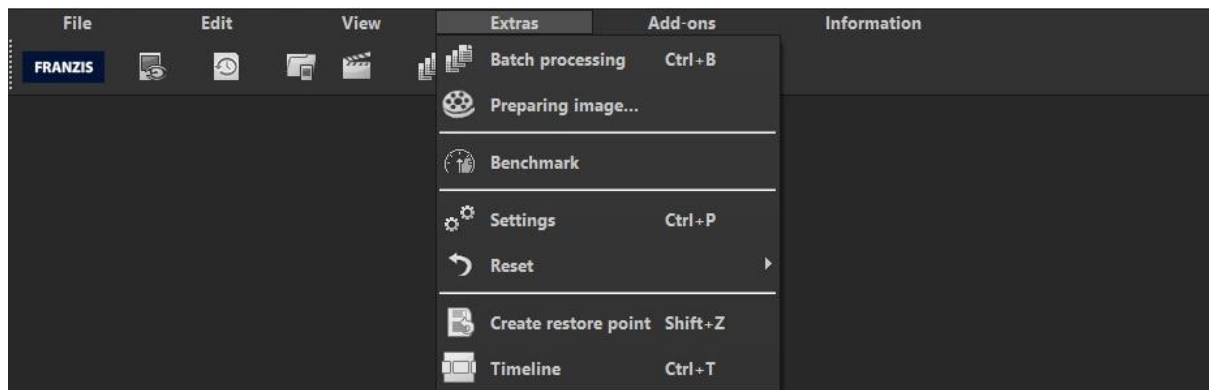 File Edit View Extras Add-ons Information
FRANZIS
Batch processing Ctrl+B
Preparing image...
Benchmark
Settings Ctrl+P
Reset
Create restore point Shift+Z
Timeline Ctrl+T